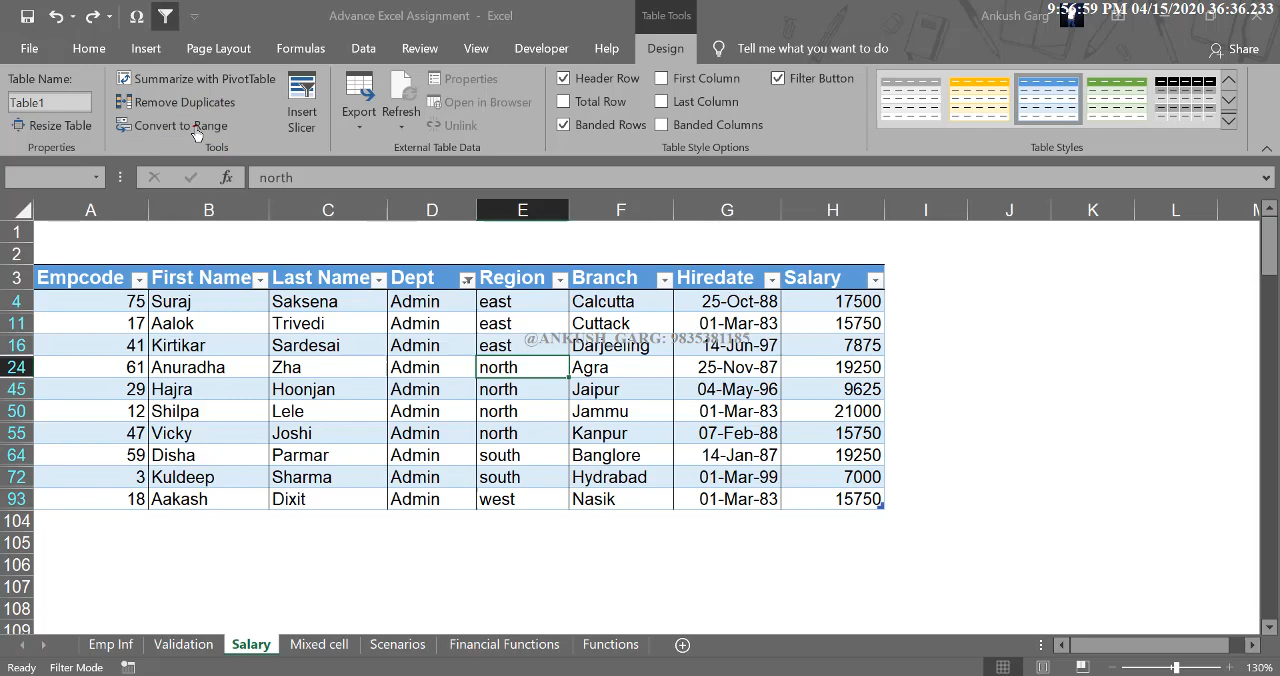 9:56:59 PM 04/15/2020 36:36.233
Advance Excel Assignment - Excel
Table Tools
Ankush Garg
File Home Insert Page Layout Formulas Data Review View Developer Help Design Tell me what you want to do Share
Table Name:
Table1
Resize Table
Properties
Summarize with PivotTable
Remove Duplicates
Convert to Range
Tools
Insert
Slicer
Export
Refresh
Properties
Open in Browser
Unlink
External Table Data
Header Row First Column Filter Button
Total Row Last Column
Banded Rows Banded Columns
Table Style Options
Table Styles
fx north
A B C D E F G H I J K L M
1
2
3 Empcode First Name Last Name Dept Region Branch Hiredate Salary
4 75 Suraj Saksena Admin east Calcutta 25-Oct-88 17500
11 17 Aalok Trivedi Admin east Cuttack 01-Mar-83 15750
@ANKUSH_GARG: 9835381185
16 41 Kirtikar Sardesai Admin east Darjeeling 14-Jun-97 7875
24 61 Anuradha Zha Admin north Agra 25-Nov-87 19250
45 29 Hajra Hoonjan Admin north Jaipur 04-May-96 9625
50 12 Shilpa Lele Admin north Jammu 01-Mar-83 21000
55 47 Vicky Joshi Admin north Kanpur 07-Feb-88 15750
64 59 Disha Parmar Admin south Banglore 14-Jan-87 19250
72 3 Kuldeep Sharma Admin south Hydrabad 01-Mar-99 7000
93 18 Aakash Dixit Admin west Nasik 01-Mar-83 15750
104
105
106
107
108
109
Emp Inf Validation Salary Mixed cell Scenarios Financial Functions Functions
Ready Filter Mode 130%